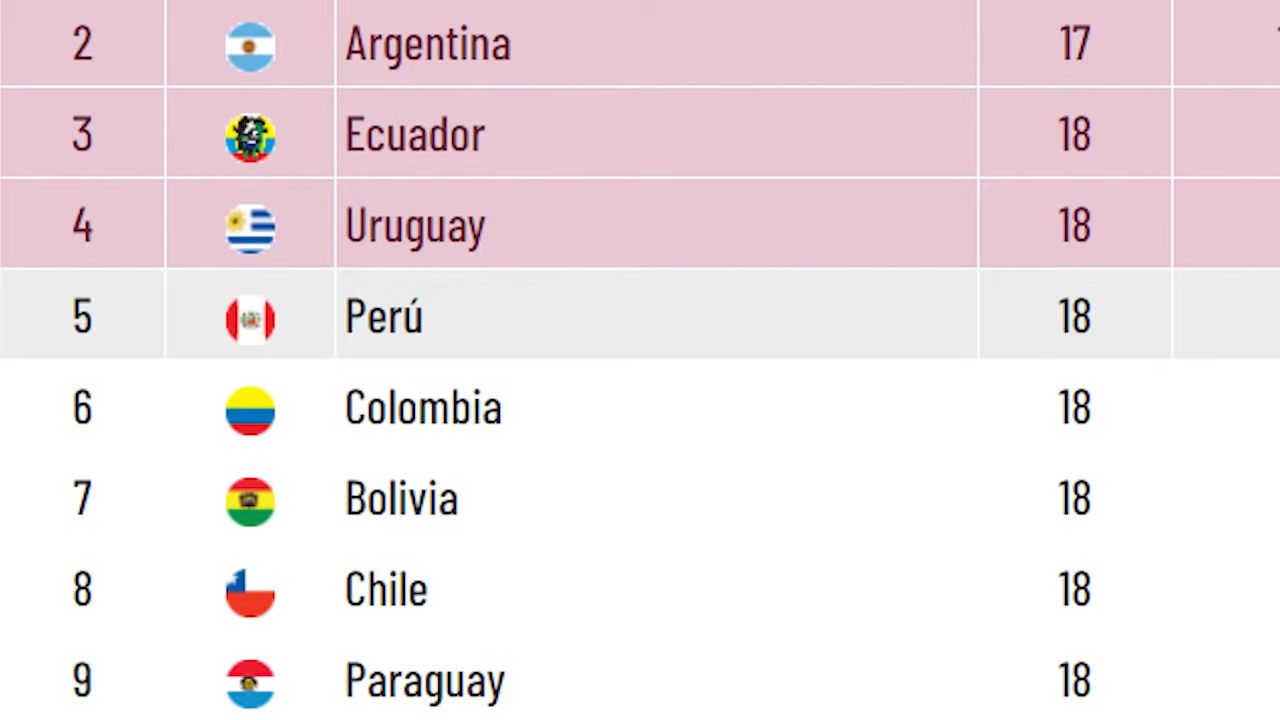 2 Argentina 17
3 Ecuador 18
4 Uruguay 18
5 Perú 18
6 Colombia 18
7 Bolivia 18
8 Chile 18
9 Paraguay 18